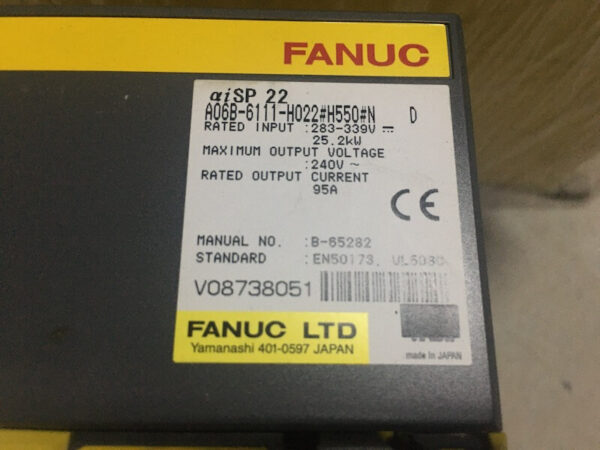 FANUC
αiSP 22
A06B-6111-H022#H550#N D
RATED INPUT :283-339V ⎓
25.2kW
MAXIMUM OUTPUT VOLTAGE
:240V ~
RATED OUTPUT CURRENT
95A
CE
MANUAL NO. :B-65282
STANDARD :EN50178,
V08738051
FANUC LTD
Yamanashi 401-0597 JAPAN
made in JAPAN